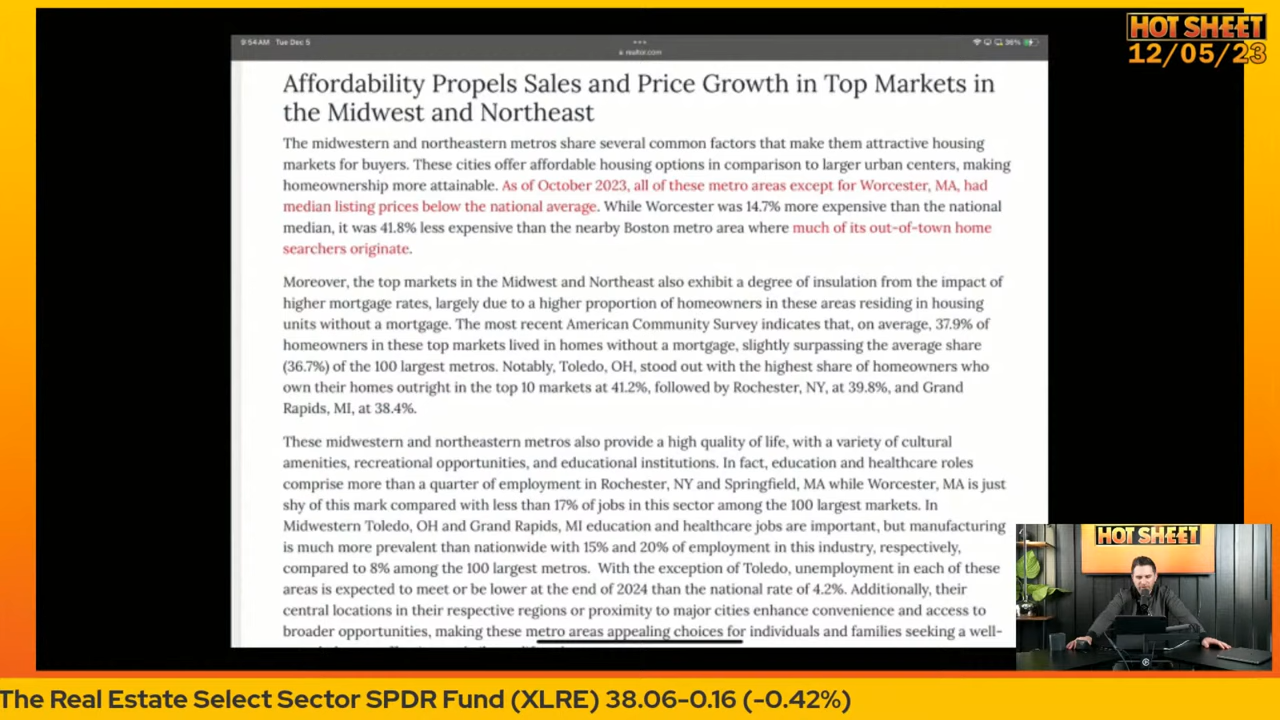 HOT SHEET
12/05/23
9:54 AM Tue Dec 5
realtor.com
96%
Affordability Propels Sales and Price Growth in Top Markets in
the Midwest and Northeast
The midwestern and northeastern metros share several common factors that make them attractive housing
markets for buyers. These cities offer affordable housing options in comparison to larger urban centers, making
homeownership more attainable. As of October 2023, all of these metro areas except for Worcester, MA, had
median listing prices below the national average. While Worcester was 14.7% more expensive than the national
median, it was 41.8% less expensive than the nearby Boston metro area where much of its out-of-town home
searchers originate.
Moreover, the top markets in the Midwest and Northeast also exhibit a degree of insulation from the impact of
higher mortgage rates, largely due to a higher proportion of homeowners in these areas residing in housing
units without a mortgage. The most recent American Community Survey indicates that, on average, 37.9% of
homeowners in these top markets lived in homes without a mortgage, slightly surpassing the average share
(36.7%) of the 100 largest metros. Notably, Toledo, OH, stood out with the highest share of homeowners who
own their homes outright in the top 10 markets at 41.2%, followed by Rochester, NY, at 39.8%, and Grand
Rapids, MI, at 38.4%.
These midwestern and northeastern metros also provide a high quality of life, with a variety of cultural
amenities, recreational opportunities, and educational institutions. In fact, education and healthcare roles
comprise more than a quarter of employment in Rochester, NY and Springfield, MA while Worcester, MA is just
shy of this mark compared with less than 17% of jobs in this sector among the 100 largest markets. In
Midwestern Toledo, OH and Grand Rapids, MI education and healthcare jobs are important, but manufacturing
is much more prevalent than nationwide with 15% and 20% of employment in this industry, respectively,
compared to 8% among the 100 largest metros. With the exception of Toledo, unemployment in each of these
areas is expected to meet or be lower at the end of 2024 than the national rate of 4.2%. Additionally, their
central locations in their respective regions or proximity to major cities enhance convenience and access to
broader opportunities, making these metro areas appealing choices for individuals and families seeking a well-
HOT SHEET
The Real Estate Select Sector SPDR Fund (XLRE) 38.06-0.16 (-0.42%)